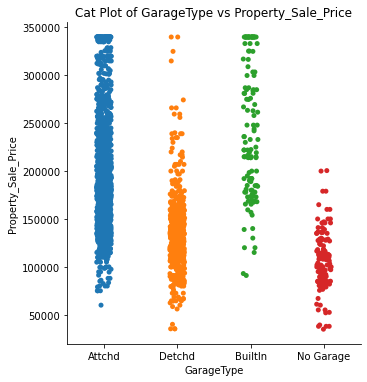 Cat Plot of GarageType vs Property_Sale_Price
350000
300000
250000
200000
150000
100000
50000
Property_Sale_Price
Attchd Detchd BuiltIn No Garage
GarageType